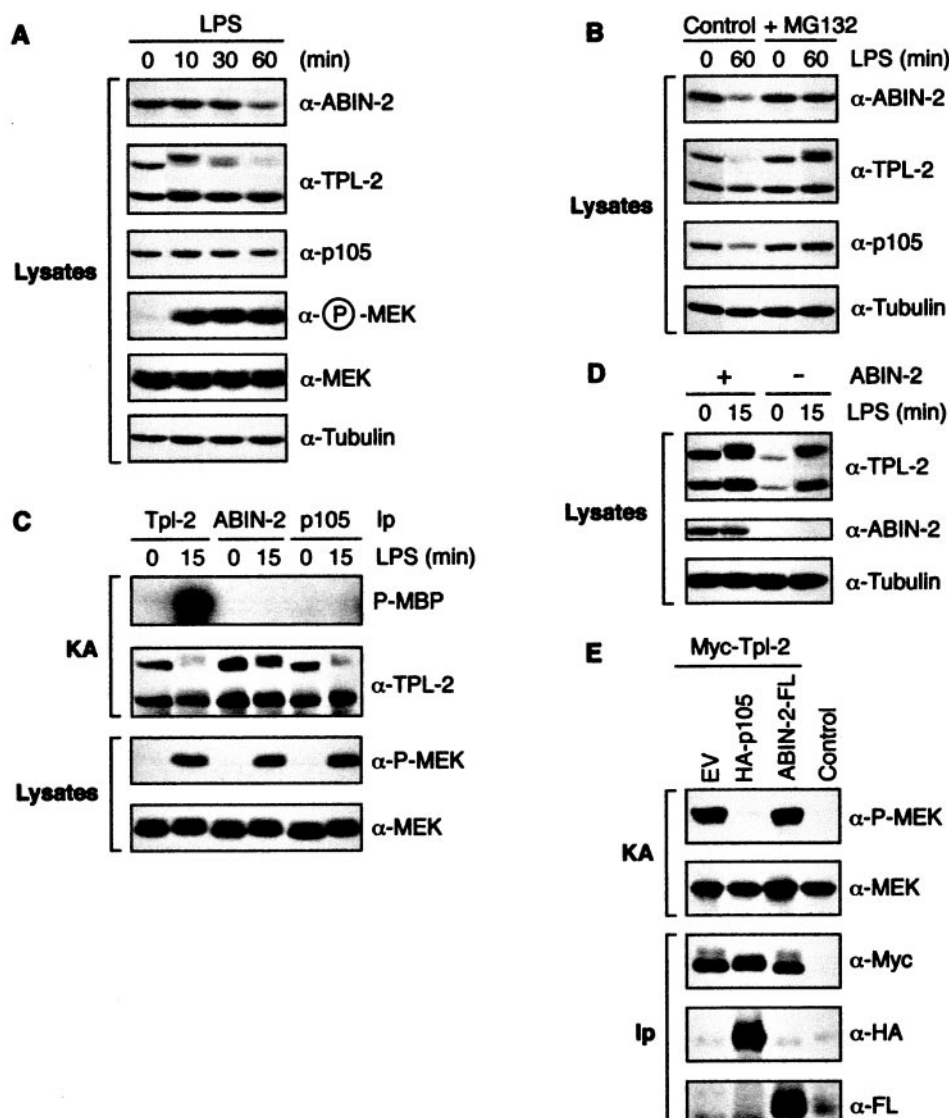 A
LPS
0 10 30 60 (min)
α-ABIN-2
α-TPL-2
α-p105
α-Ⓟ-MEK
α-MEK
α-Tubulin
Lysates
B
Control + MG132
0 60 0 60 LPS (min)
α-ABIN-2
α-TPL-2
α-p105
α-Tubulin
Lysates
C
Tpl-2 ABIN-2 p105 Ip
0 15 0 15 0 15 LPS (min)
P-MBP
α-TPL-2
KA
α-P-MEK
α-MEK
Lysates
D
+ - ABIN-2
0 15 0 15 LPS (min)
α-TPL-2
α-ABIN-2
α-Tubulin
Lysates
E
Myc-Tpl-2
EV
HA-p105
ABIN-2-FL
Control
α-P-MEK
α-MEK
KA
α-Myc
α-HA
α-FL
Ip